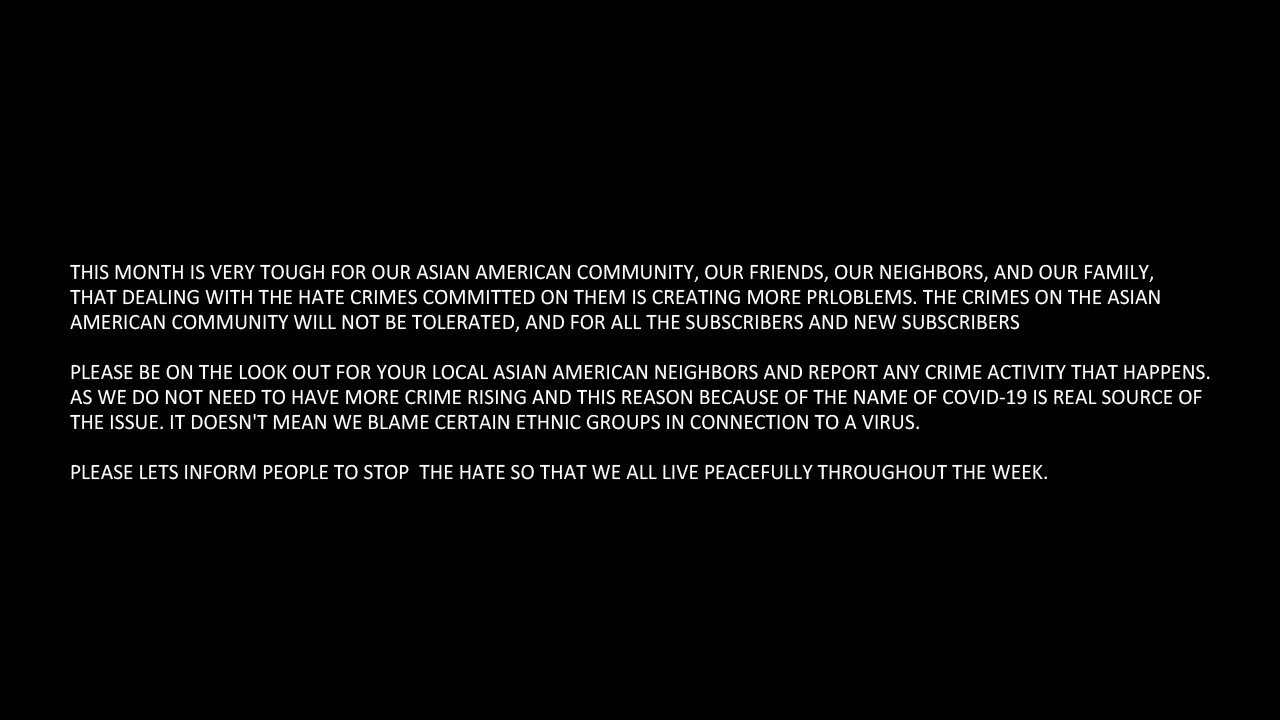 THIS MONTH IS VERY TOUGH FOR OUR ASIAN AMERICAN COMMUNITY, OUR FRIENDS, OUR NEIGHBORS, AND OUR FAMILY,
THAT DEALING WITH THE HATE CRIMES COMMITTED ON THEM IS CREATING MORE PRLOBLEMS. THE CRIMES ON THE ASIAN
AMERICAN COMMUNITY WILL NOT BE TOLERATED, AND FOR ALL THE SUBSCRIBERS AND NEW SUBSCRIBERS
PLEASE BE ON THE LOOK OUT FOR YOUR LOCAL ASIAN AMERICAN NEIGHBORS AND REPORT ANY CRIME ACTIVITY THAT HAPPENS.
AS WE DO NOT NEED TO HAVE MORE CRIME RISING AND THIS REASON BECAUSE OF THE NAME OF COVID-19 IS REAL SOURCE OF
THE ISSUE. IT DOESN'T MEAN WE BLAME CERTAIN ETHNIC GROUPS IN CONNECTION TO A VIRUS.
PLEASE LETS INFORM PEOPLE TO STOP  THE HATE SO THAT WE ALL LIVE PEACEFULLY THROUGHOUT THE WEEK.